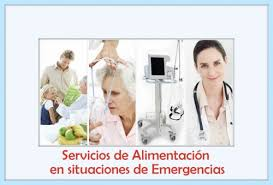 Servicios de Alimentación
en situaciones de Emergencias